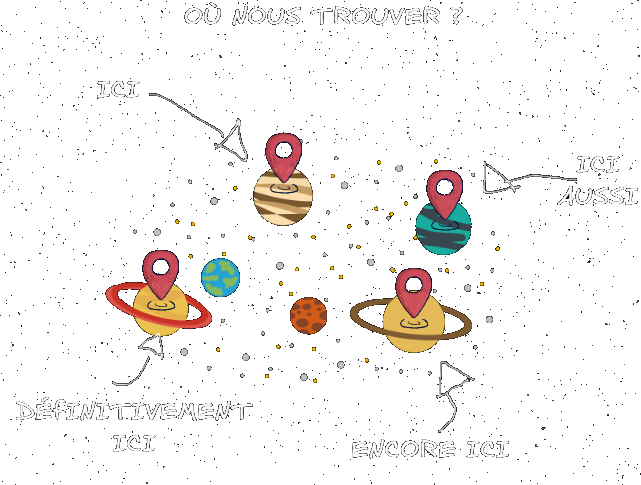 OÙ NOUS TROUVER ?
ICI
ICI
AUSSI
DÉFINITIVEMENT
ICI
ENCORE ICI